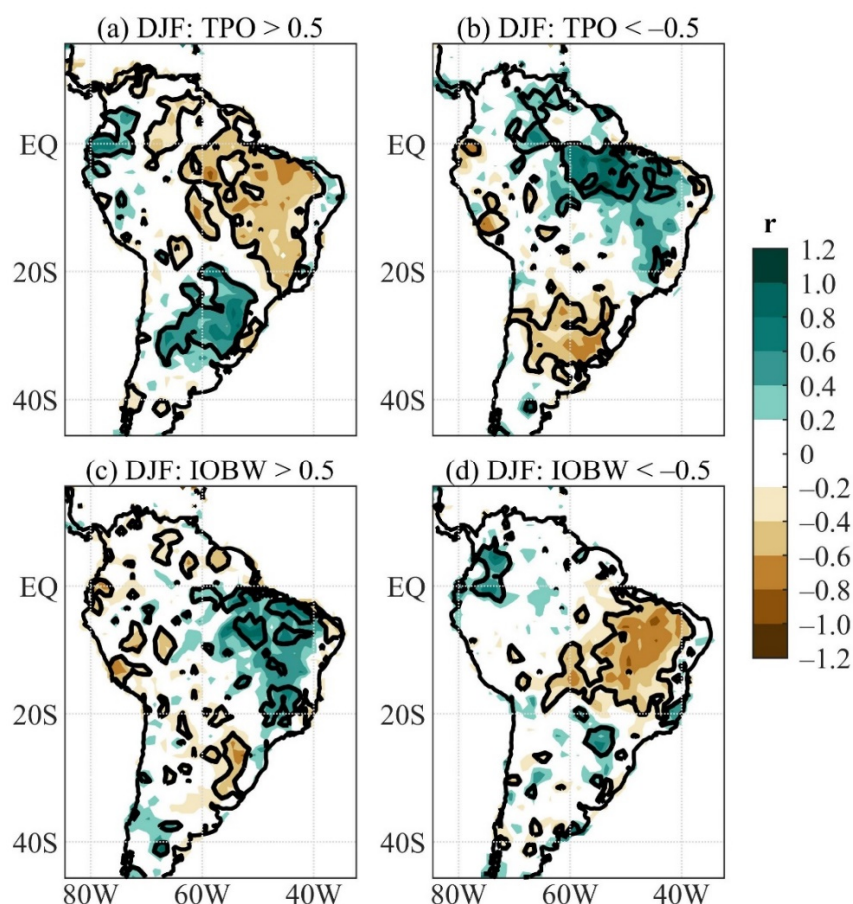 (a) DJF: TPO > 0.5
(b) DJF: TPO < –0.5
EQ
20S
40S
EQ
20S
40S
r
1.2
1.0
0.8
0.6
0.4
0.2
0
–0.2
–0.4
–0.6
–0.8
–1.0
–1.2
(c) DJF: IOBW > 0.5
(d) DJF: IOBW < –0.5
EQ
20S
40S
80W
60W
40W
EQ
20S
40S
80W
60W
40W